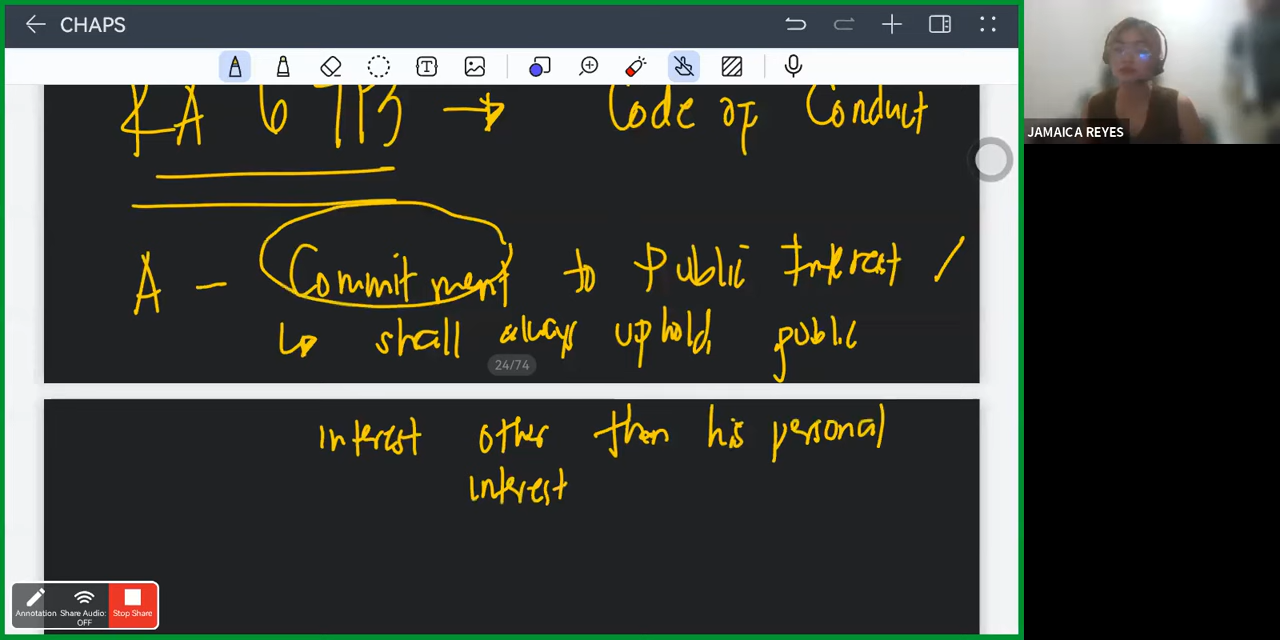 CHAPS
JAMAICA REYES
RA 6713 → Code of Conduct
A - Commitment to Public Interest /
↳ shall always uphold public
24/74
interest other than his personal
interest
Annotation Share Audio: OFF Stop Share